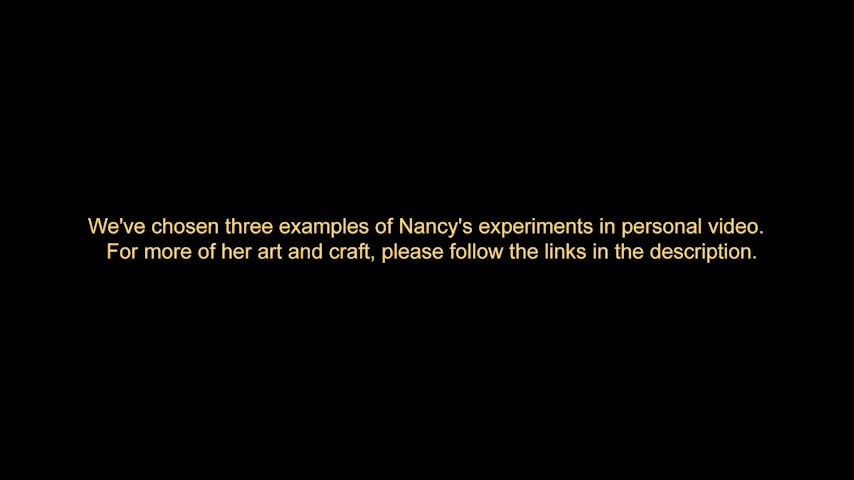 We've chosen three examples of Nancy's experiments in personal video.
For more of her art and craft, please follow the links in the description.